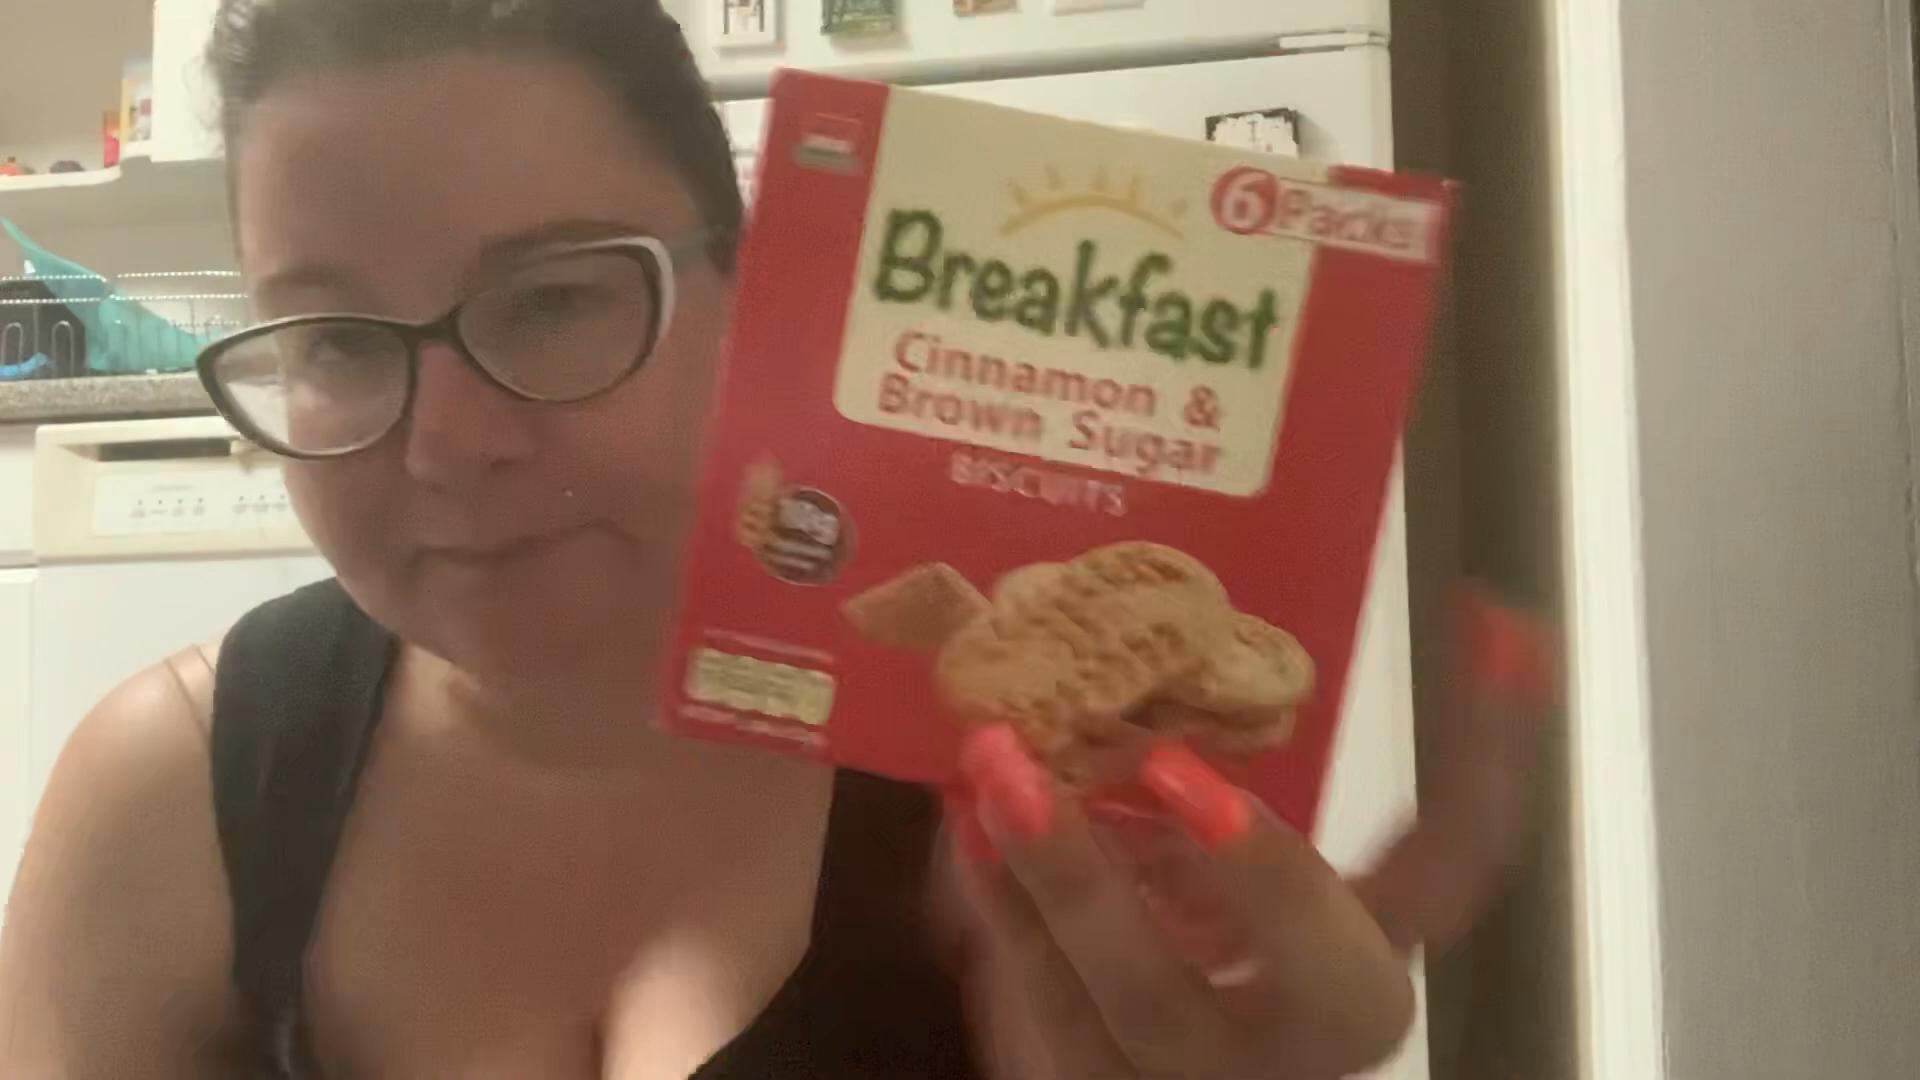 6 Packs
Breakfast
Cinnamon &
Brown Sugar
BISCUITS